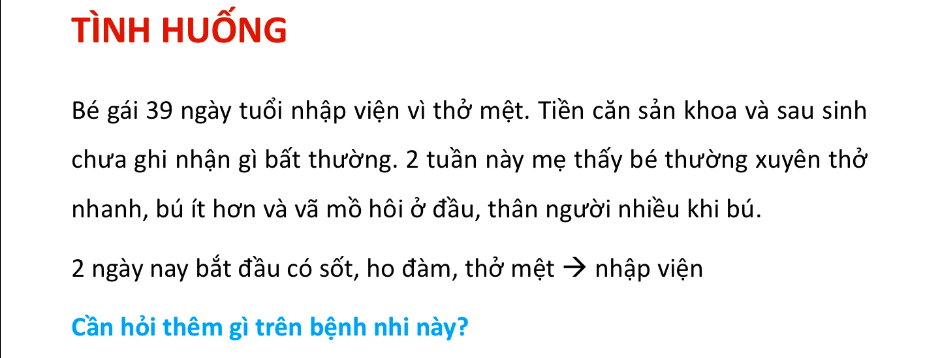 TÌNH HUỐNG
Bé gái 39 ngày tuổi nhập viện vì thở mệt. Tiền căn sản khoa và sau sinh
chưa ghi nhận gì bất thường. 2 tuần này mẹ thấy bé thường xuyên thở
nhanh, bú ít hơn và vã mồ hôi ở đầu, thân người nhiều khi bú.
2 ngày nay bắt đầu có sốt, ho đàm, thở mệt → nhập viện
Cần hỏi thêm gì trên bệnh nhi này?